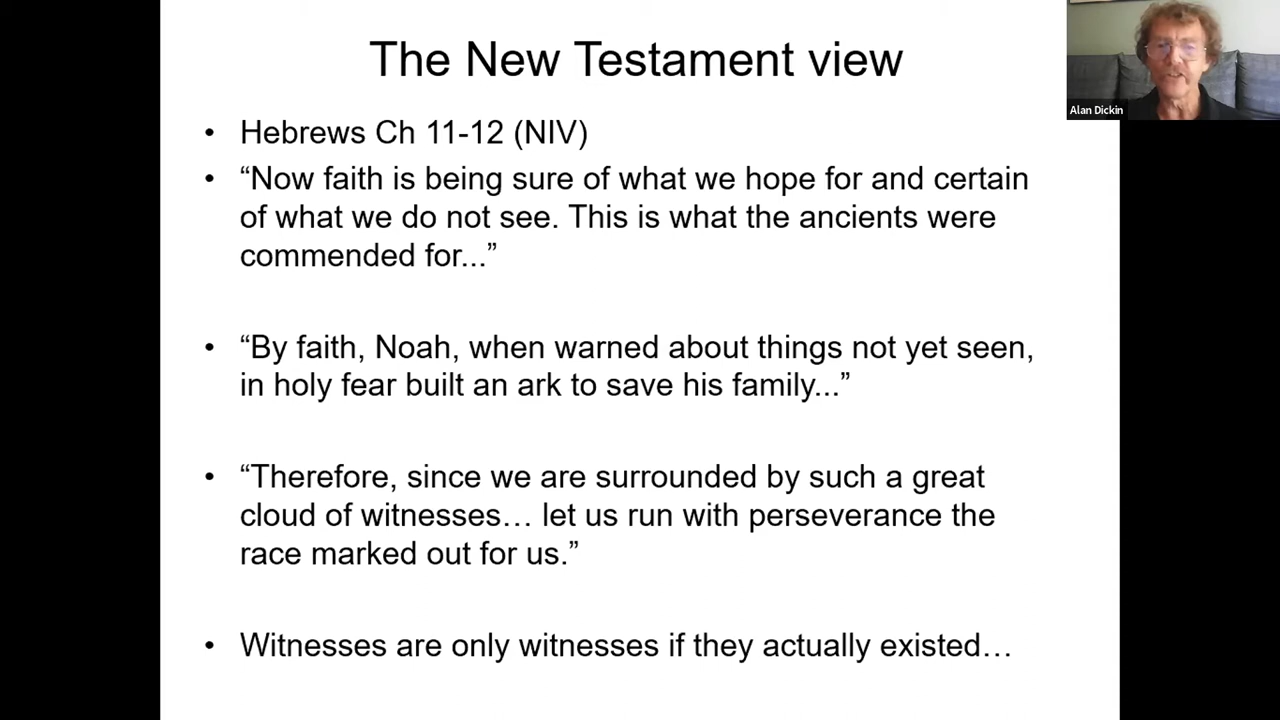 The New Testament view
Alan Dickin
• Hebrews Ch 11-12 (NIV)
• “Now faith is being sure of what we hope for and certain
of what we do not see. This is what the ancients were
commended for...”
• “By faith, Noah, when warned about things not yet seen,
in holy fear built an ark to save his family...”
• “Therefore, since we are surrounded by such a great
cloud of witnesses… let us run with perseverance the
race marked out for us.”
• Witnesses are only witnesses if they actually existed…